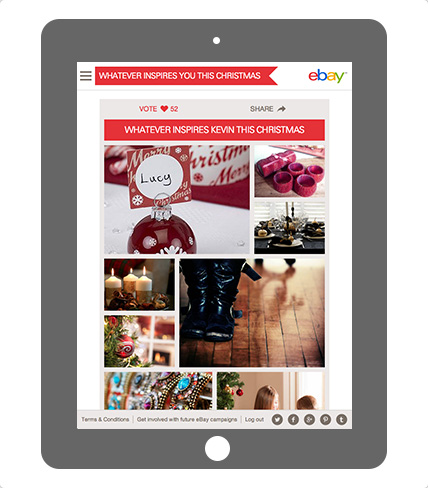 WHATEVER INSPIRES YOU THIS CHRISTMAS
ebay™
VOTE 52
SHARE
WHATEVER INSPIRES KEVIN THIS CHRISTMAS
Merry
Christmas
Lucy
Christmas
Merry
Terms & Conditions | Get involved with future eBay campaigns | Log out